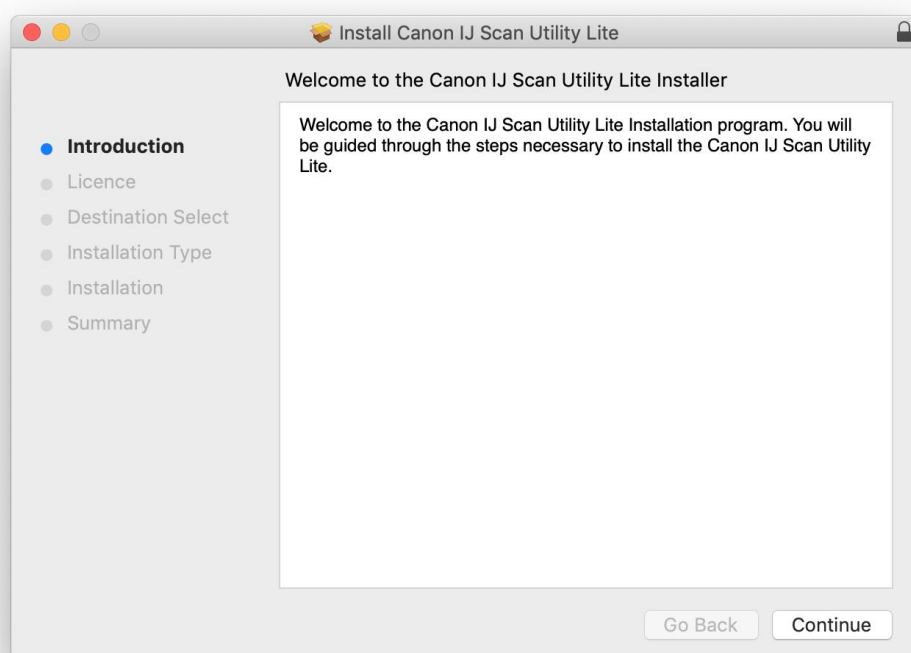 Install Canon IJ Scan Utility Lite
Welcome to the Canon IJ Scan Utility Lite Installer
Introduction
Licence
Destination Select
Installation Type
Installation
Summary
Welcome to the Canon IJ Scan Utility Lite Installation program. You will
be guided through the steps necessary to install the Canon IJ Scan Utility
Lite.
Go Back
Continue